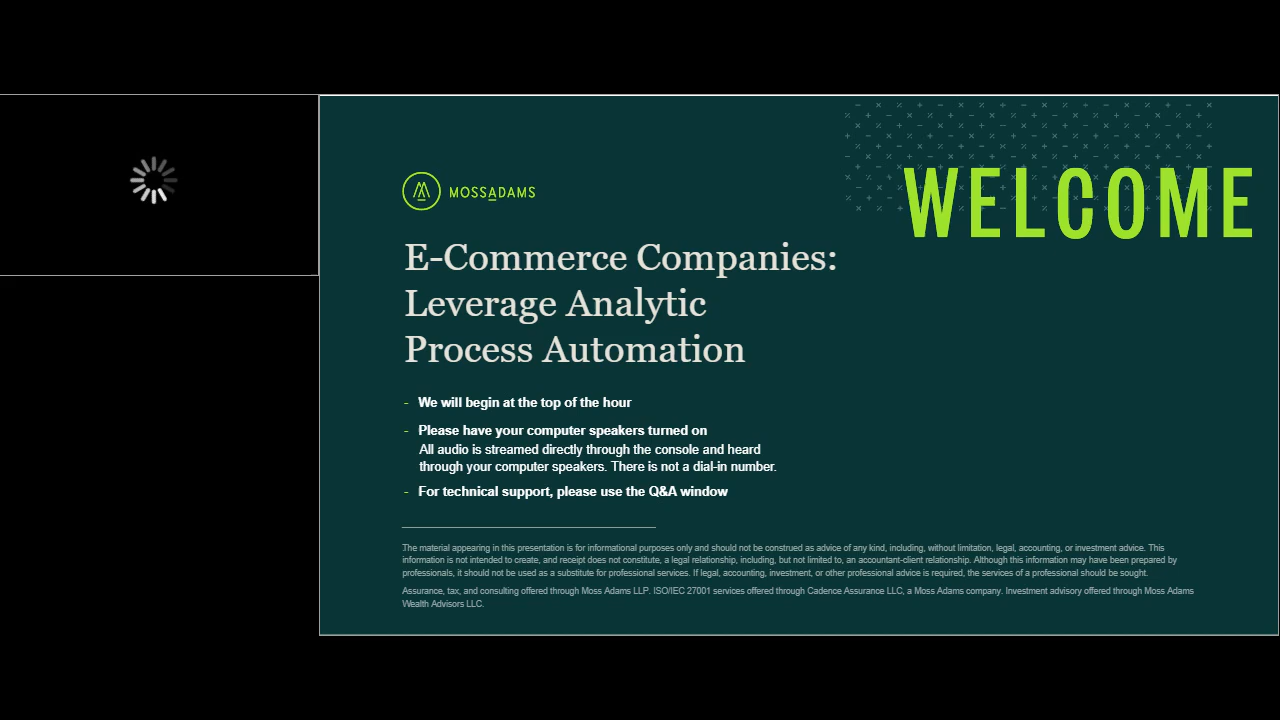 WELCOME
MOSSADAMS
E-Commerce Companies:
Leverage Analytic
Process Automation
- We will begin at the top of the hour
- Please have your computer speakers turned on
All audio is streamed directly through the console and heard
through your computer speakers. There is not a dial-in number.
- For technical support, please use the Q&A window
The material appearing in this presentation is for informational purposes only and should not be construed as advice of any kind, including, without limitation, legal, accounting, or investment advice. This
information is not intended to create, and receipt does not constitute, a legal relationship, including, but not limited to, an accountant-client relationship. Although this information may have been prepared by
professionals, it should not be used as a substitute for professional services. If legal, accounting, investment, or other professional advice is required, the services of a professional should be sought.
Assurance, tax, and consulting offered through Moss Adams LLP. ISO/IEC 27001 services offered through Cadence Assurance LLC, a Moss Adams company. Investment advisory offered through Moss Adams
Wealth Advisors LLC.